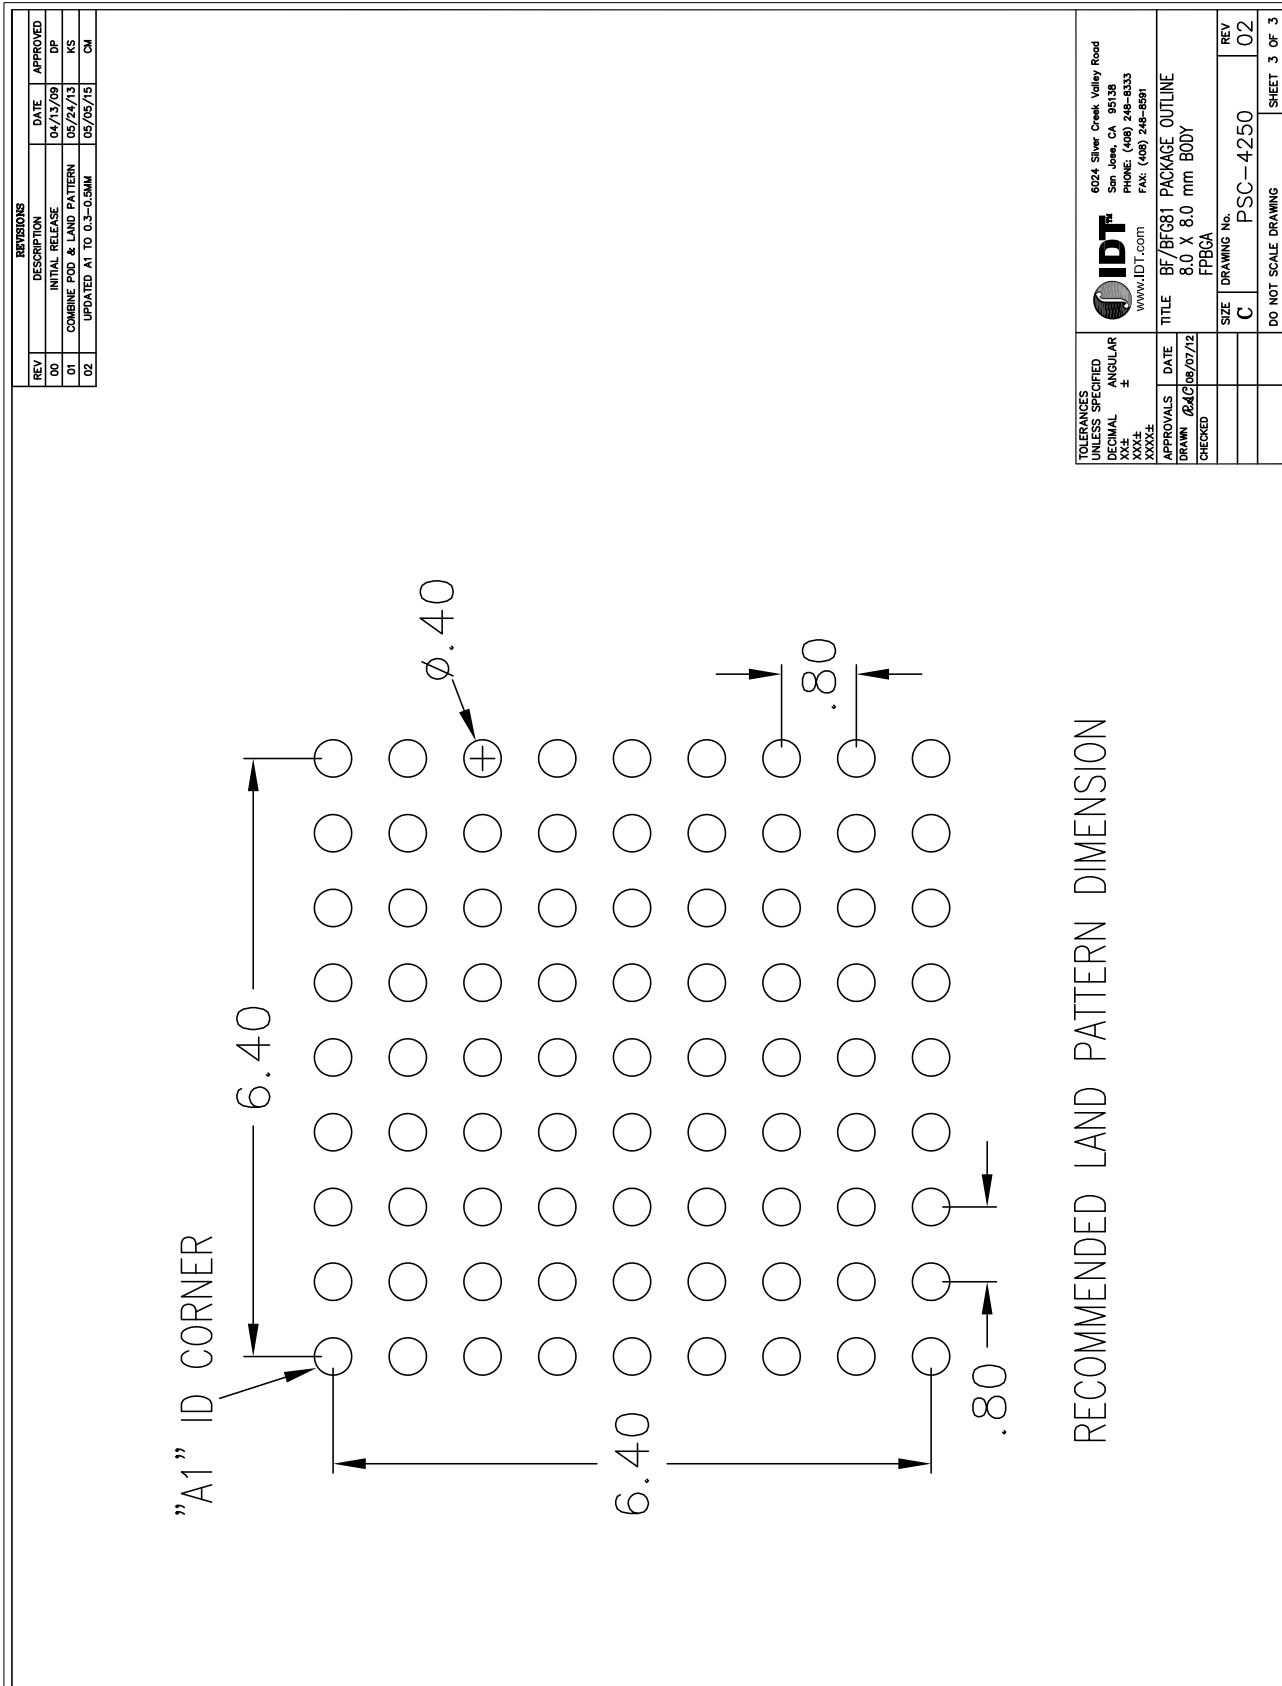 REVISIONS
REV DESCRIPTION DATE APPROVED
00 INITIAL RELEASE 04/13/09 DP
01 COMBINE POD & LAND PATTERN 05/24/13 KS
02 UPDATED A1 TO 0.3-0.5MM 05/05/15 CM
"A1" ID CORNER
6.40
Ø.40
6.40
.80
.80
RECOMMENDED LAND PATTERN DIMENSION
TOLERANCES
UNLESS SPECIFIED
DECIMAL ANGULAR
XX± ±
XXX±
XXXX±
IDT™
www.IDT.com
6024 Silver Creek Valley Road
San Jose, CA 95138
PHONE: (408) 248-8333
FAX: (408) 248-8591
APPROVALS DATE
DRAWN RAC 08/07/12
CHECKED
TITLE BF/BFG81 PACKAGE OUTLINE
8.0 X 8.0 mm BODY
FPBGA
SIZE DRAWING No. REV
C PSC-4250 02
DO NOT SCALE DRAWING SHEET 3 OF 3